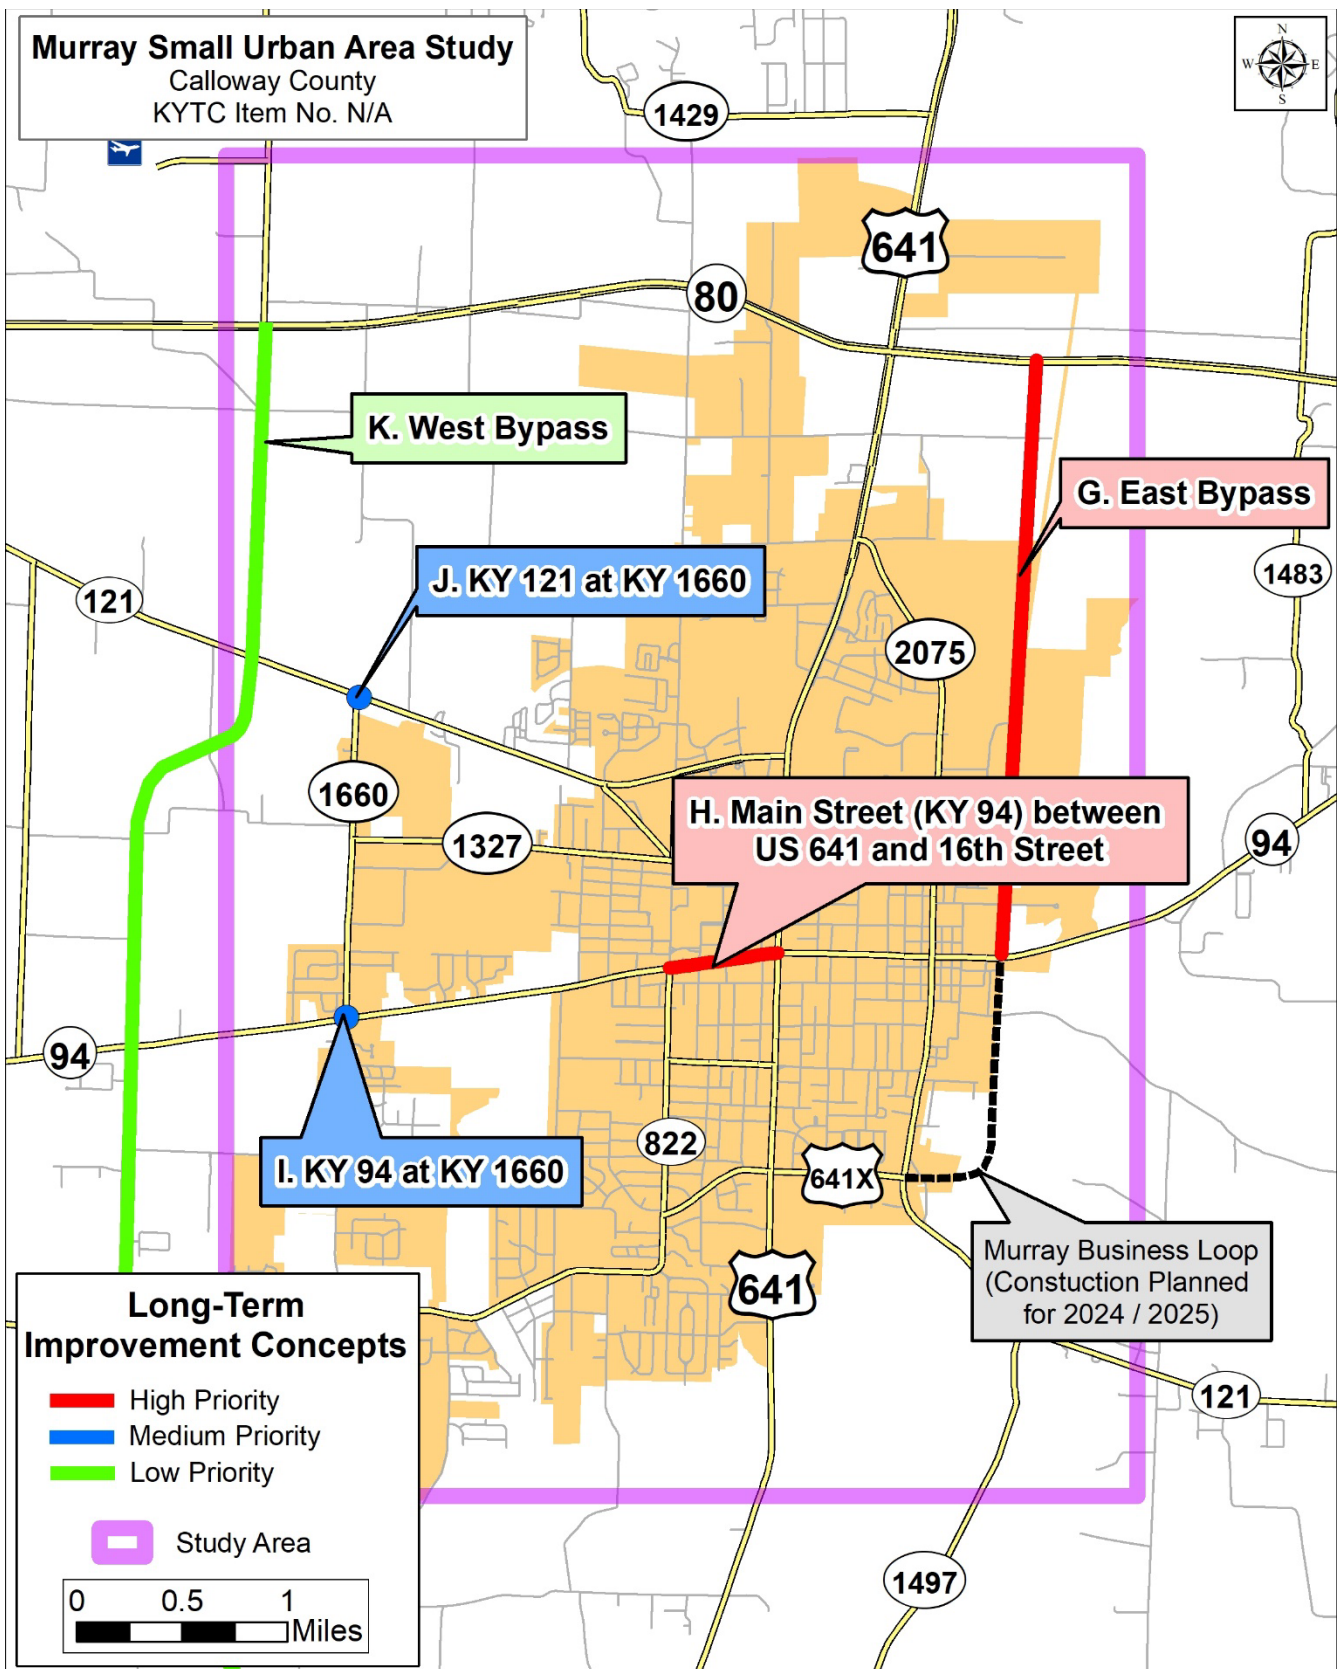 Murray Small Urban Area Study
Calloway County
KYTC Item No. N/A
N
W E
S
1429
641
80
K. West Bypass
G. East Bypass
J. KY 121 at KY 1660
121
1483
2075
1660
H. Main Street (KY 94) between
US 641 and 16th Street
1327
94
94
822
I. KY 94 at KY 1660
641X
Murray Business Loop
(Constuction Planned
for 2024 / 2025)
641
121
1497
Long-Term
Improvement Concepts
High Priority
Medium Priority
Low Priority
Study Area
0 0.5 1
Miles